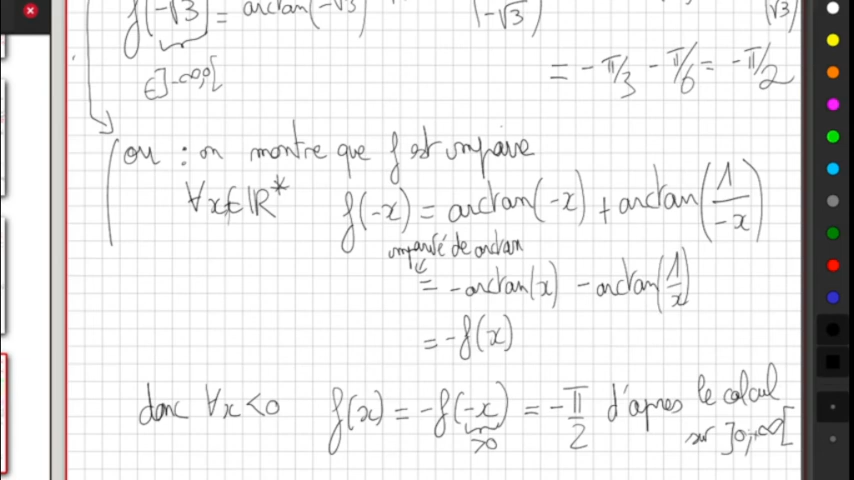 f(-√3) = arctan(-√3)
∈]-∞,0[
= -π/3 - π/6 = -π/2
ou : on montre que f est impaire
∀x∈ℝ* f(-x) = arctan(-x) + arctan(1/-x)
imparité de arctan
= -arctan(x) - arctan(1/x)
= -f(x)
donc ∀x<0 f(x) = -f(-x) = -π/2 d'après le calcul
>0 sur ]0,+∞[